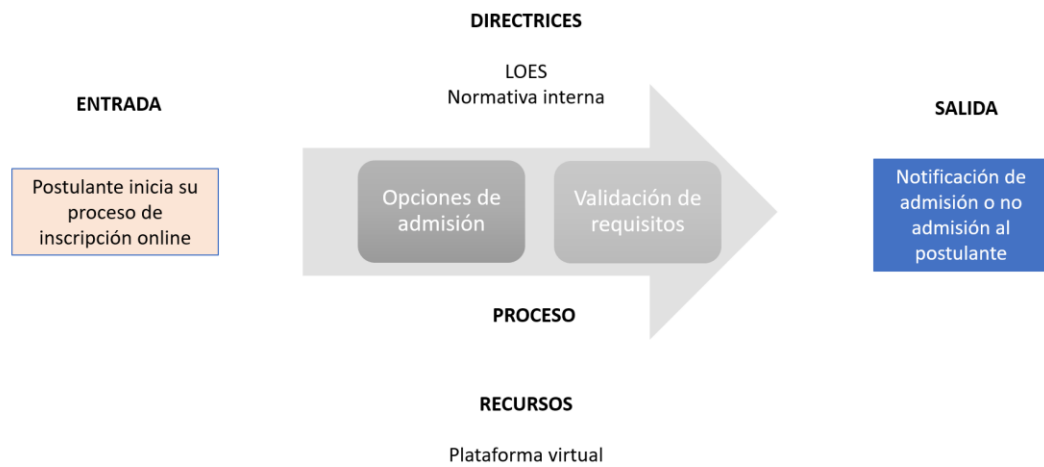 DIRECTRICES
LOES
Normativa interna
ENTRADA
SALIDA
Postulante inicia su
proceso de
inscripción online
Opciones de
admisión
Validación de
requisitos
Notificación de
admisión o no
admisión al
postulante
PROCESO
RECURSOS
Plataforma virtual